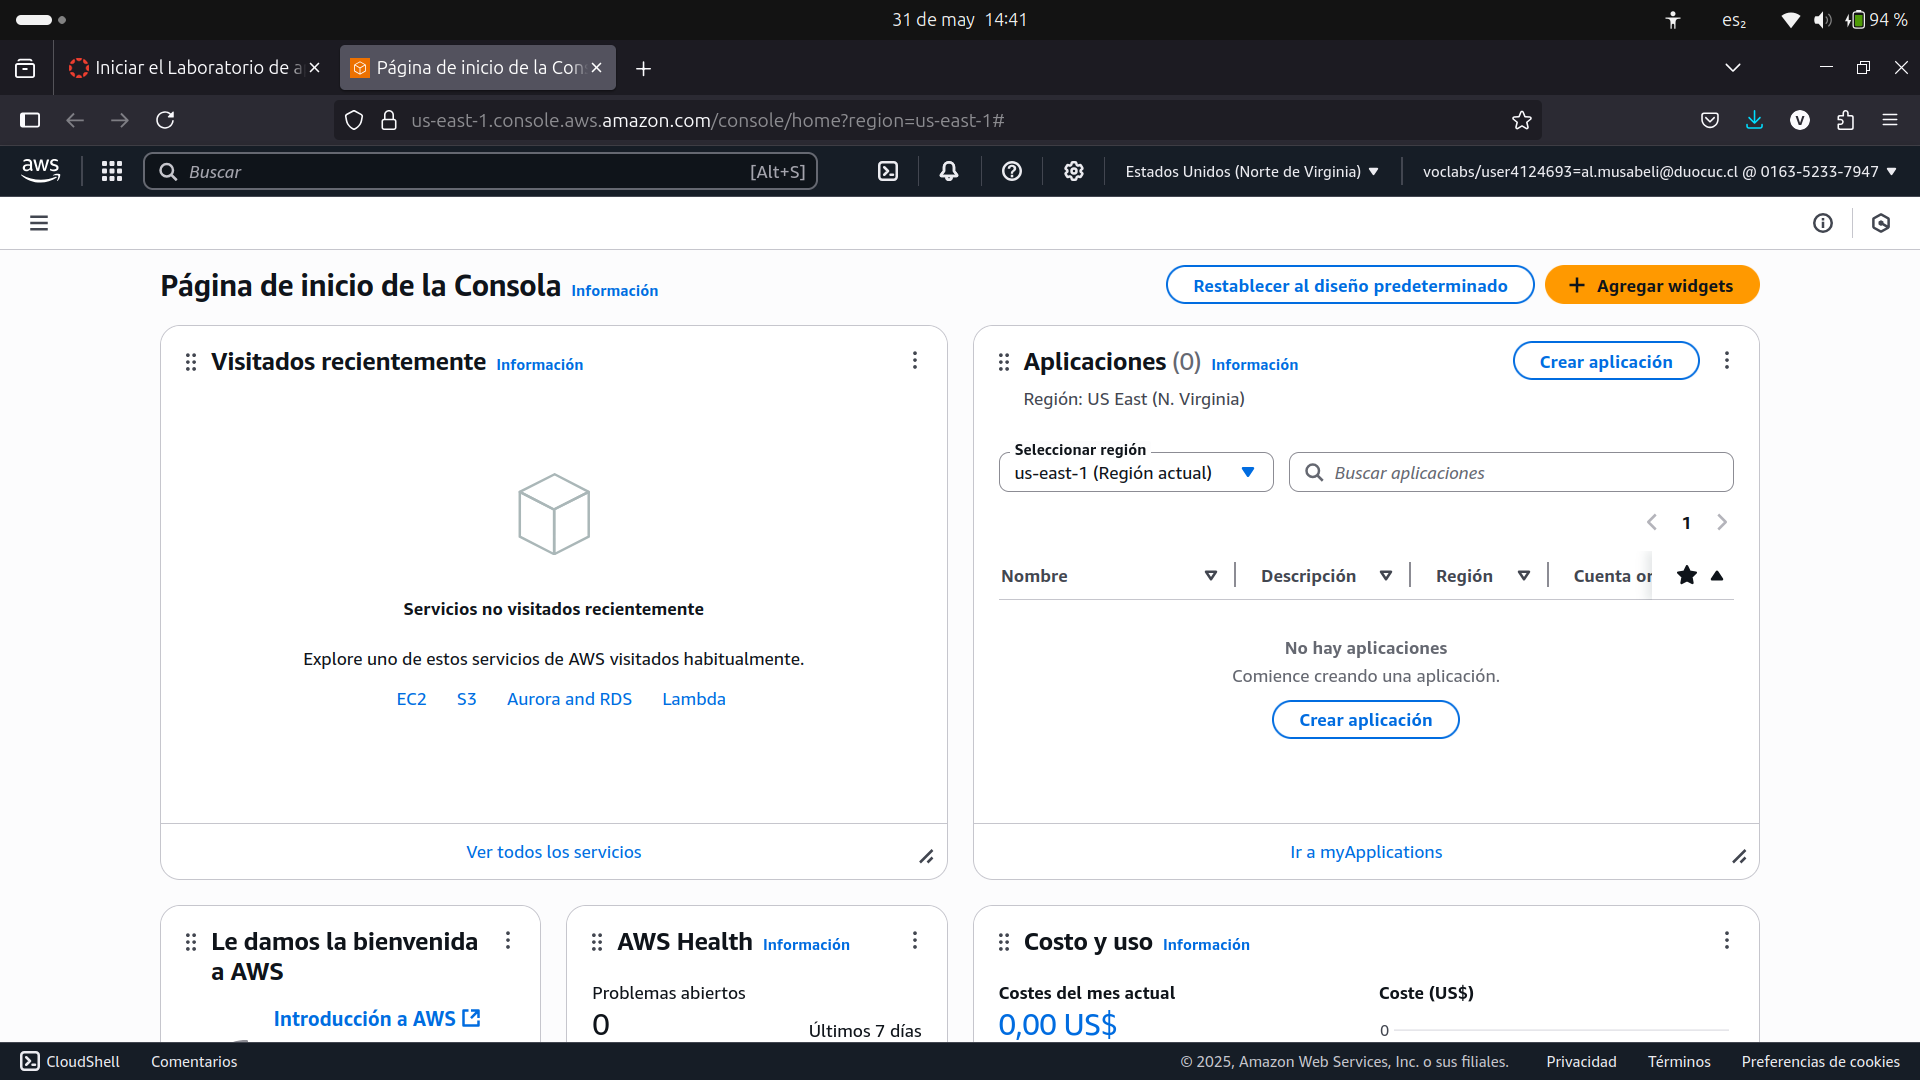 31 de may 14:41
es₂
94 %
Iniciar el Laboratorio de a
Página de inicio de la Con
us-east-1.console.aws.amazon.com/console/home?region=us-east-1#
V
aws
Buscar
[Alt+S]
Estados Unidos (Norte de Virginia)
voclabs/user4124693=al.musabeli@duocuc.cl @ 0163-5233-7947
Página de inicio de la Consola
Información
Restablecer al diseño predeterminado
Agregar widgets
Visitados recientemente
Información
Servicios no visitados recientemente
Explore uno de estos servicios de AWS visitados habitualmente.
EC2 S3 Aurora and RDS Lambda
Ver todos los servicios
Aplicaciones (0)
Información
Crear aplicación
Región: US East (N. Virginia)
Seleccionar región
us-east-1 (Región actual)
Buscar aplicaciones
1
Nombre Descripción Región Cuenta or
No hay aplicaciones
Comience creando una aplicación.
Crear aplicación
Ir a myApplications
Le damos la bienvenida
a AWS
Introducción a AWS
AWS Health
Información
Problemas abiertos
0
Últimos 7 días
Costo y uso
Información
Costes del mes actual
0,00 US$
Coste (US$)
0
CloudShell
Comentarios
© 2025, Amazon Web Services, Inc. o sus filiales.
Privacidad
Términos
Preferencias de cookies